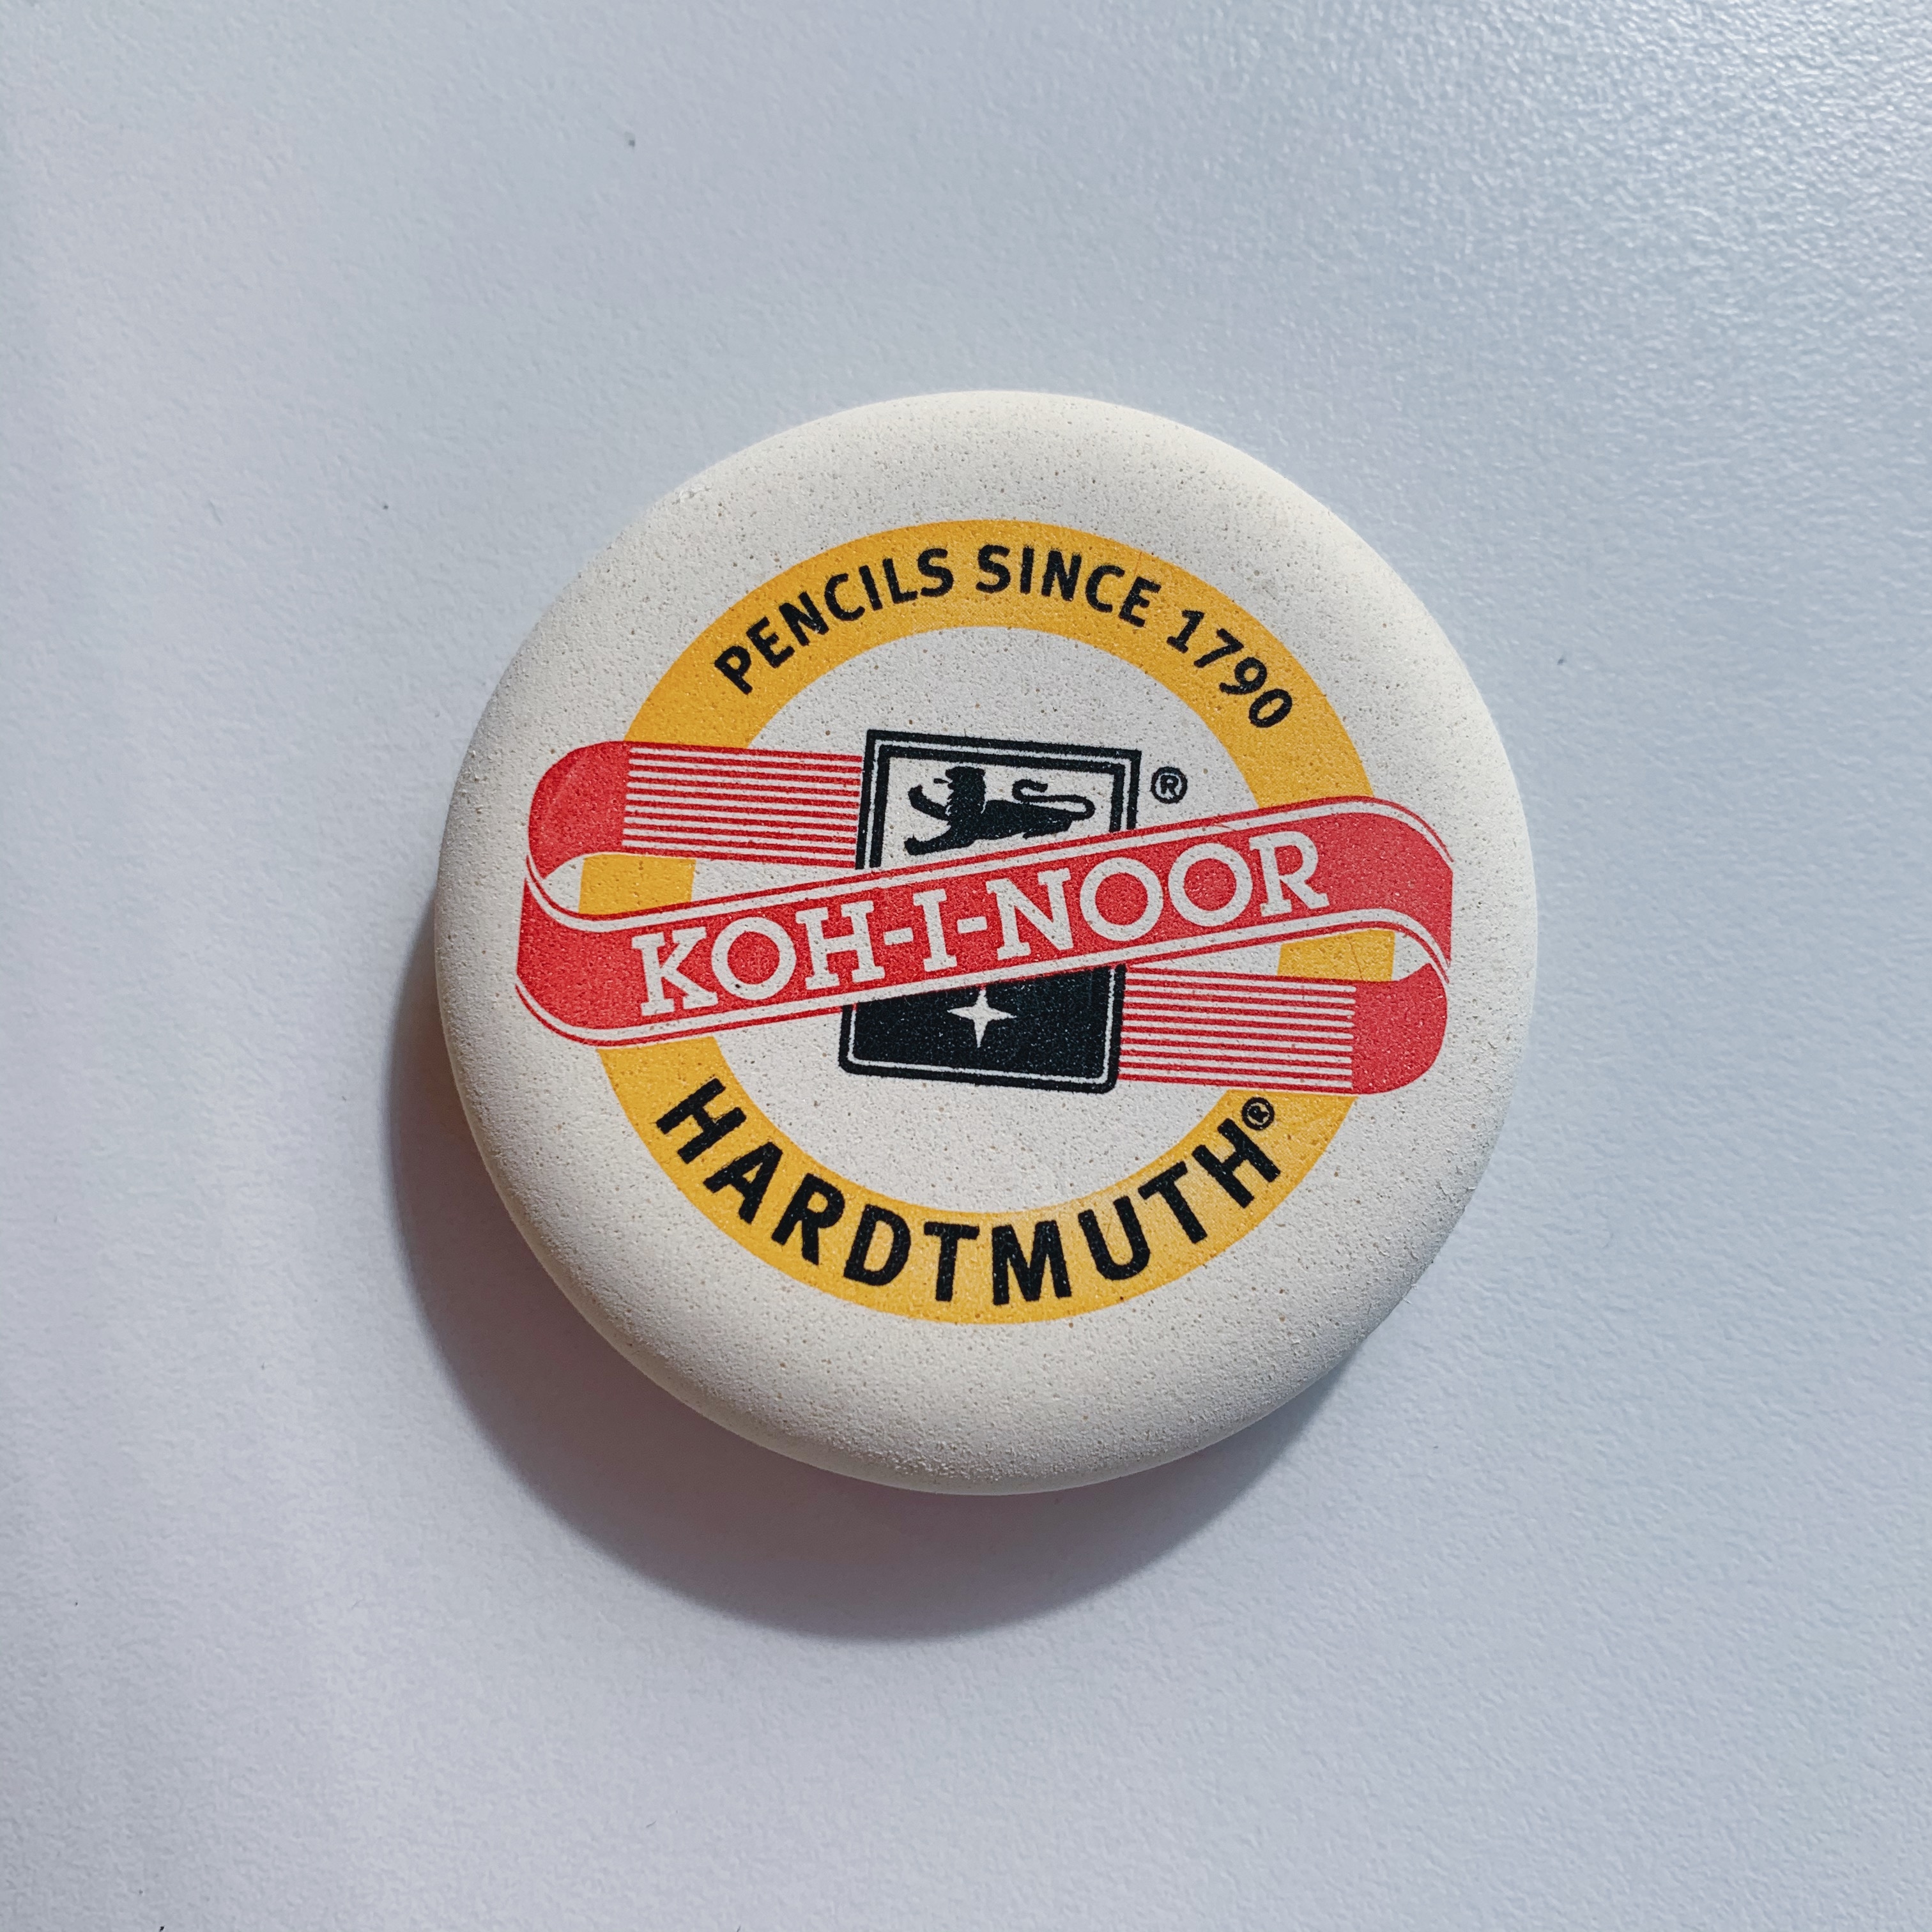 PENCILS SINCE 1790
®
KOH-I-NOOR
HARDTMUTH®